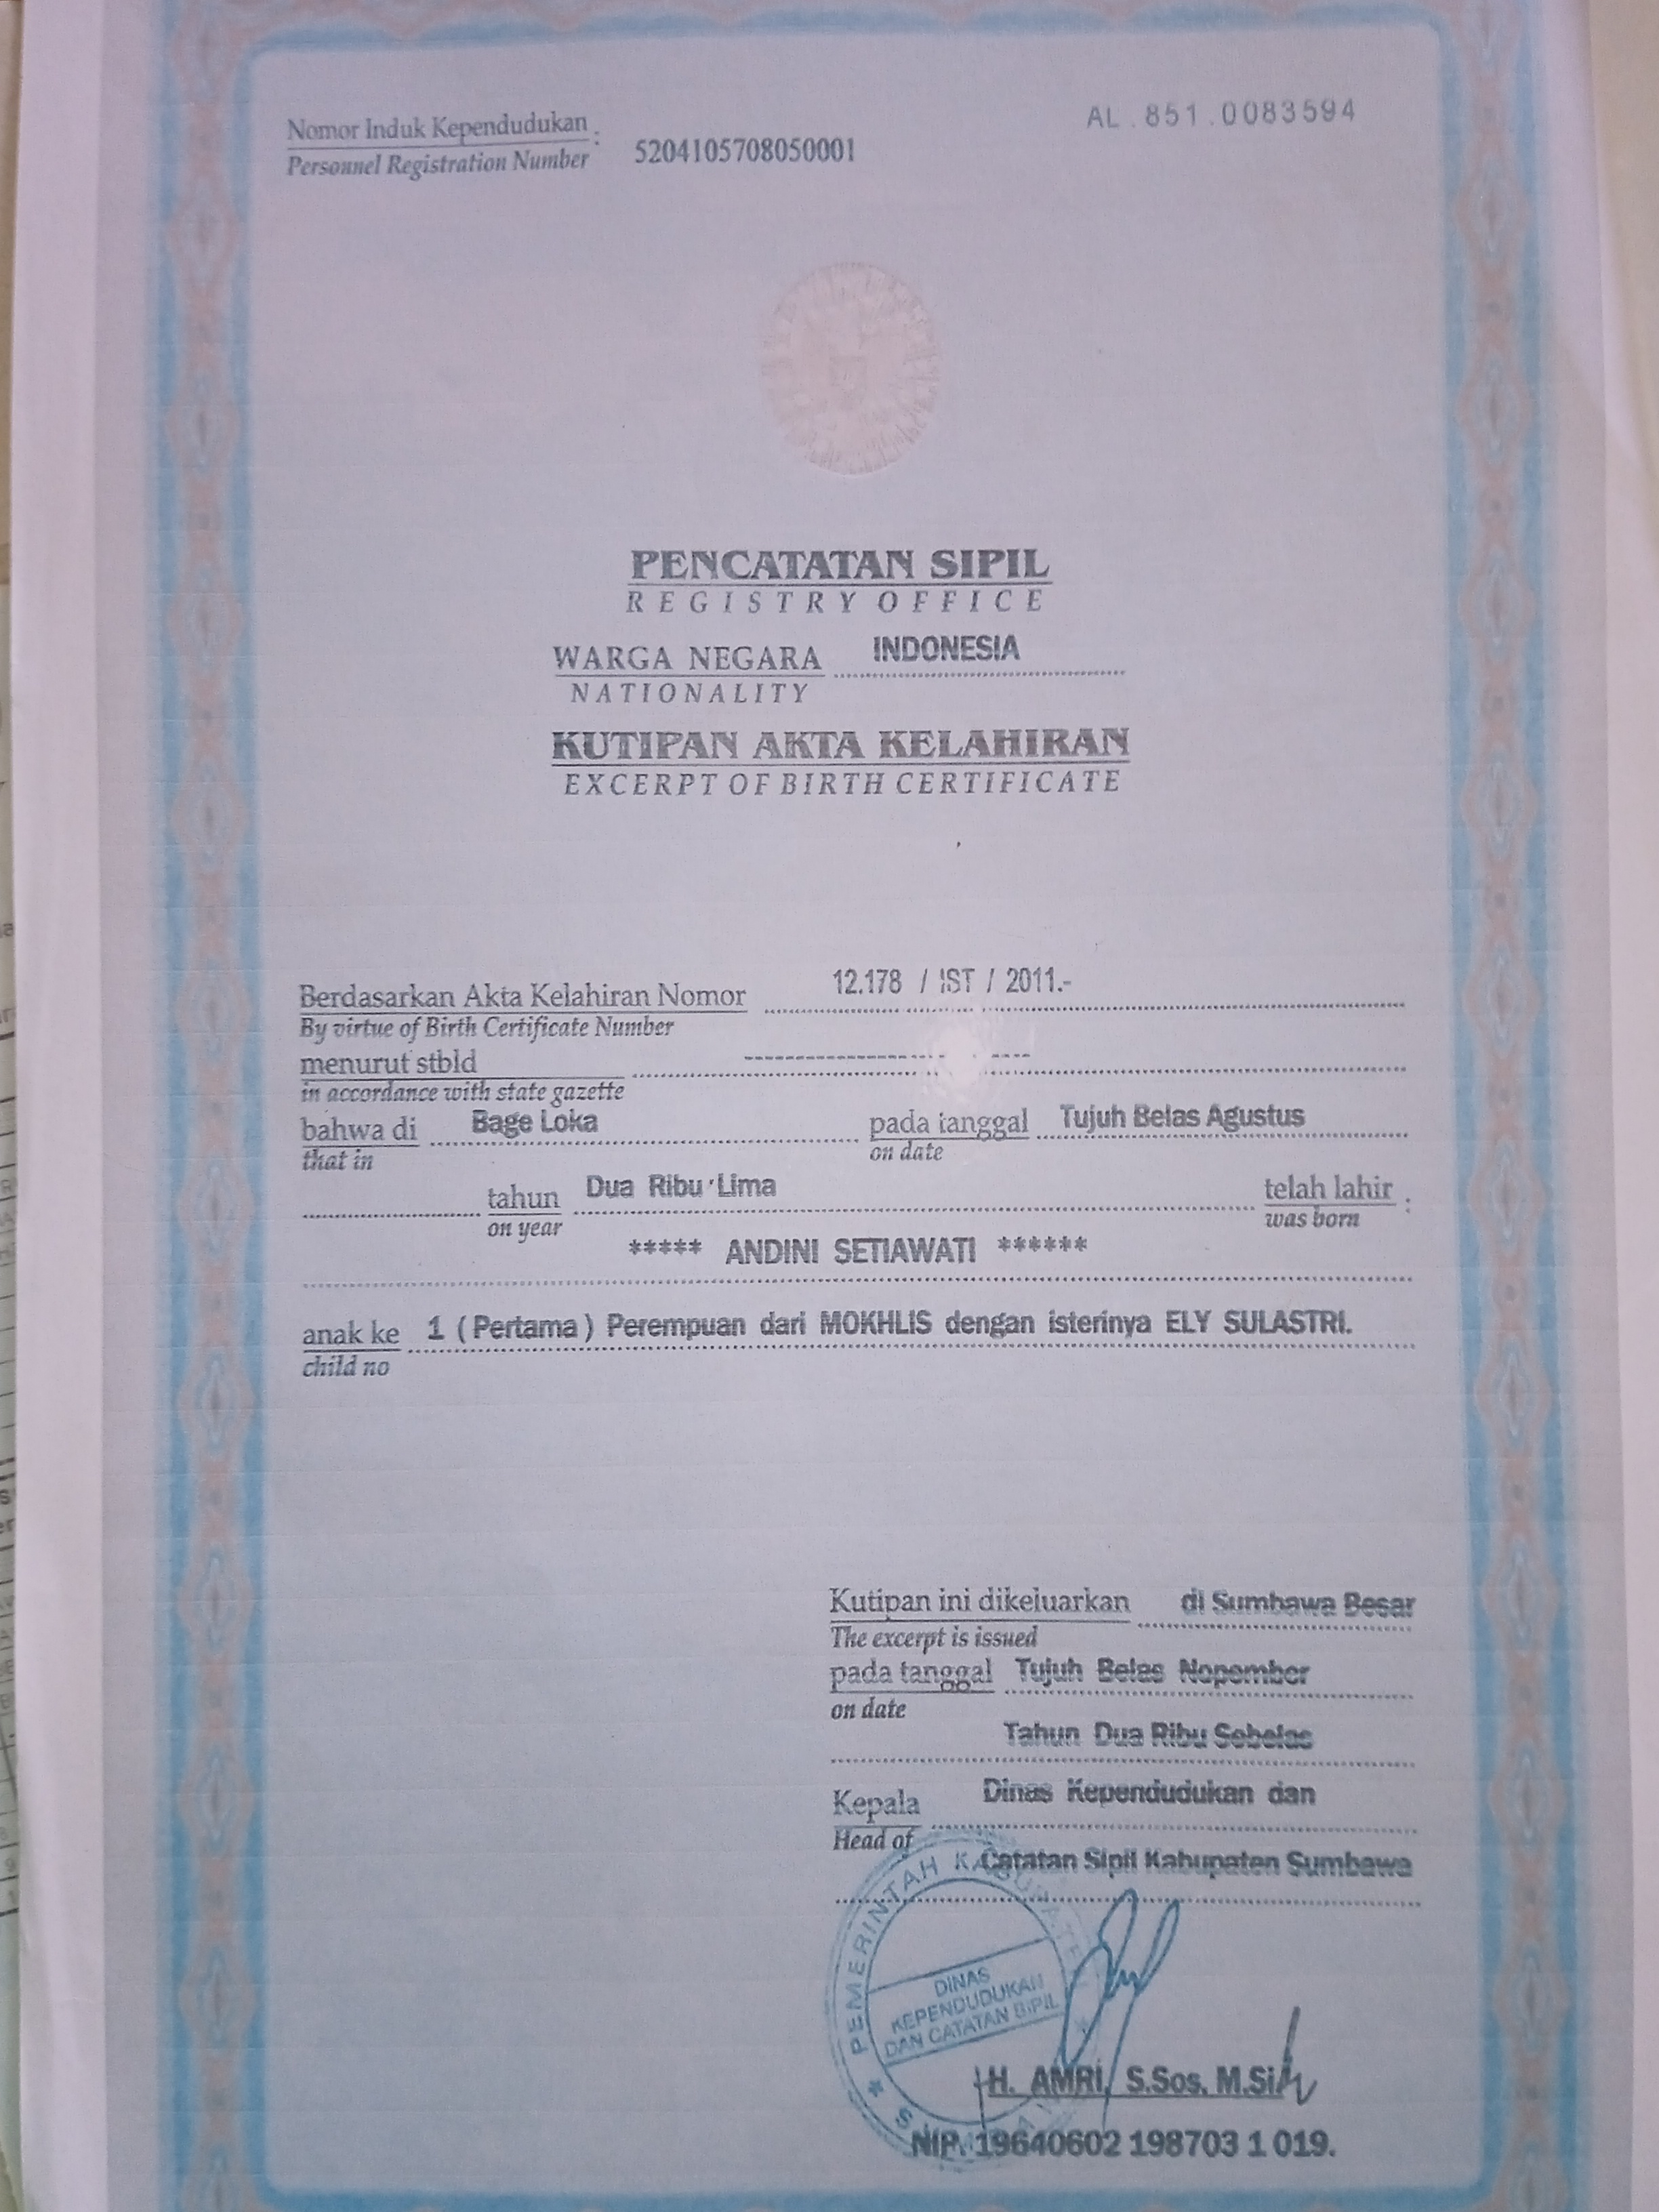 Nomor Induk Kependudukan : 5204105708050001
Personnel Registration Number
AL . 851 . 0083594
PENCATATAN SIPIL
REGISTRY OFFICE
WARGA NEGARA INDONESIA
NATIONALITY
KUTIPAN AKTA KELAHIRAN
EXCERPT OF BIRTH CERTIFICATE
Berdasarkan Akta Kelahiran Nomor 12.178 / IST / 2011.-
By virtue of Birth Certificate Number
menurut stbld
in accordance with state gazette
bahwa di Bage Loka pada tanggal Tujuh Belas Agustus
that in on date
tahun Dua Ribu Lima telah lahir :
on year was born
***** ANDINI SETIAWATI ******
anak ke 1 ( Pertama ) Perempuan dari MOKHLIS dengan isterinya ELY SULASTRI.
child no
Kutipan ini dikeluarkan di Sumbawa Besar
The excerpt is issued
pada tanggal Tujuh Belas Nopember
on date
Tahun Dua Ribu Sebelas
Kepala Dinas Kependudukan dan
Head of
Catatan Sipil Kabupaten Sumbawa
PEMERINTAH KABUPATEN
DINAS
KEPENDUDUKAN
DAN CATATAN SIPIL
H. AMRI, S.Sos. M.Si
NIP. 19640602 198703 1 019.